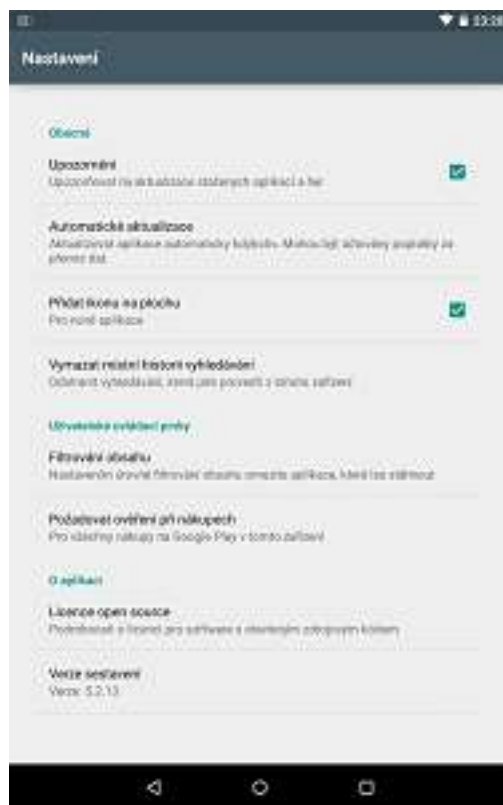 03:28
Nastavení
Obecné
Upozornění
Upozorňovat na aktualizace stažených aplikací a her
Automatické aktualizace
Aktualizovat aplikace automaticky kdykoliv. Mohou být účtovány poplatky za
přenos dat.
Přidat ikonu na plochu
Pro nové aplikace
Vymazat místní historii vyhledávání
Odstranit vyhledávání, která jste provedli z tohoto zařízení
Uživatelské ovládací prvky
Filtrování obsahu
Nastavením úrovně filtrování obsahu omezíte aplikace, které lze stáhnout
Požadovat ověření při nákupech
Pro všechny nákupy na Google Play v tomto zařízení
O aplikaci
Licence open source
Podrobnosti o licenci pro software s otevřeným zdrojovým kódem
Verze sestavení
Verze: 5.2.13